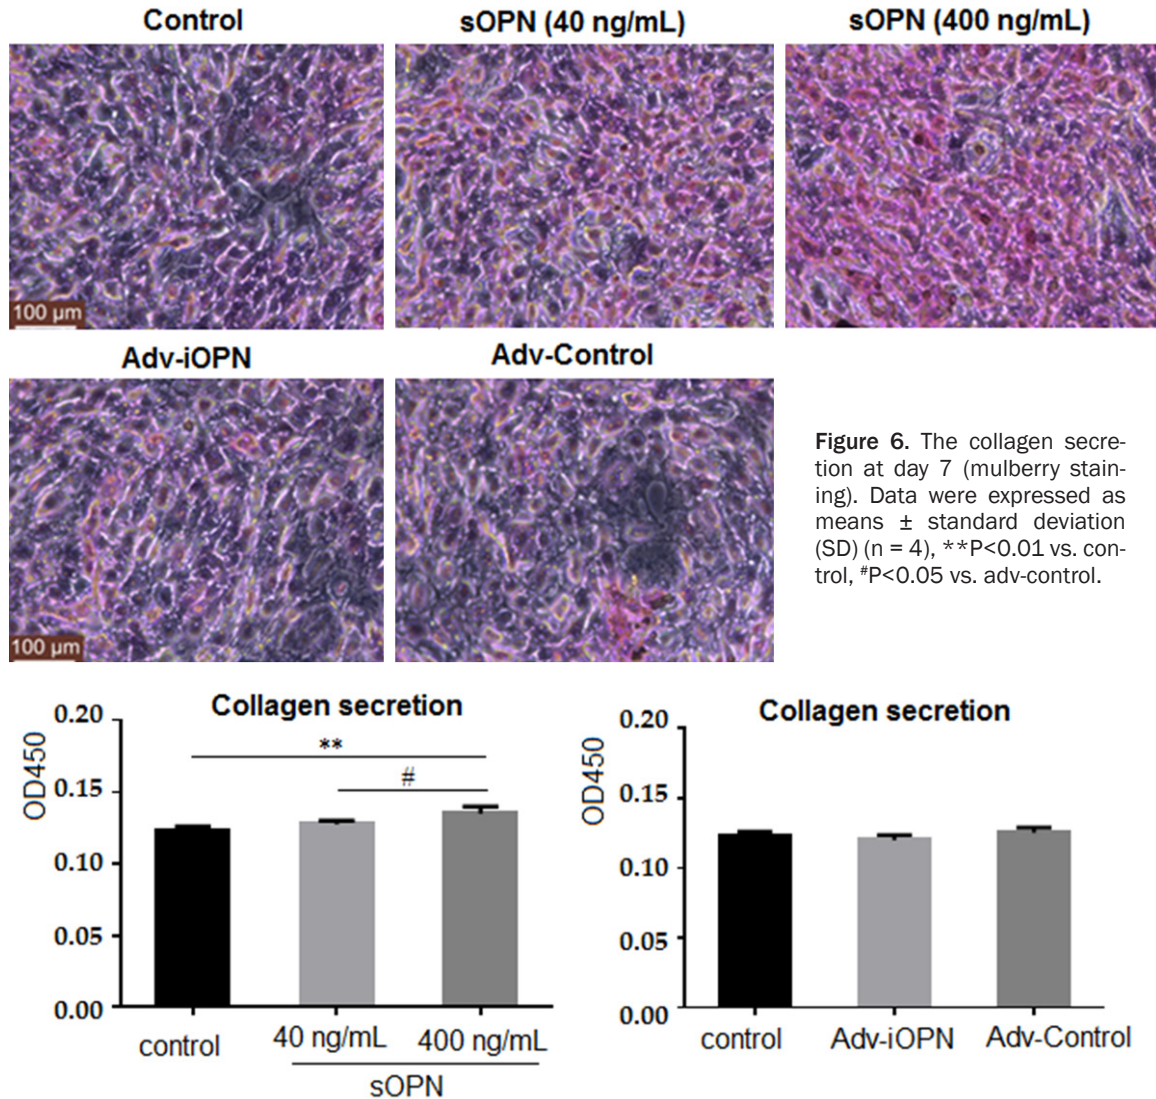 Control
sOPN (40 ng/mL)
sOPN (400 ng/mL)
100 µm
Adv-iOPN
Adv-Control
100 µm
Figure 6. The collagen secre-
tion at day 7 (mulberry stain-
ing). Data were expressed as
means ± standard deviation
(SD) (n = 4), **P<0.01 vs. con-
trol, #P<0.05 vs. adv-control.
Collagen secretion
OD450
0.20
0.15
0.10
0.05
0.00
**
#
control
40 ng/mL
400 ng/mL
sOPN
Collagen secretion
OD450
0.20
0.15
0.10
0.05
0.00
control
Adv-iOPN
Adv-Control